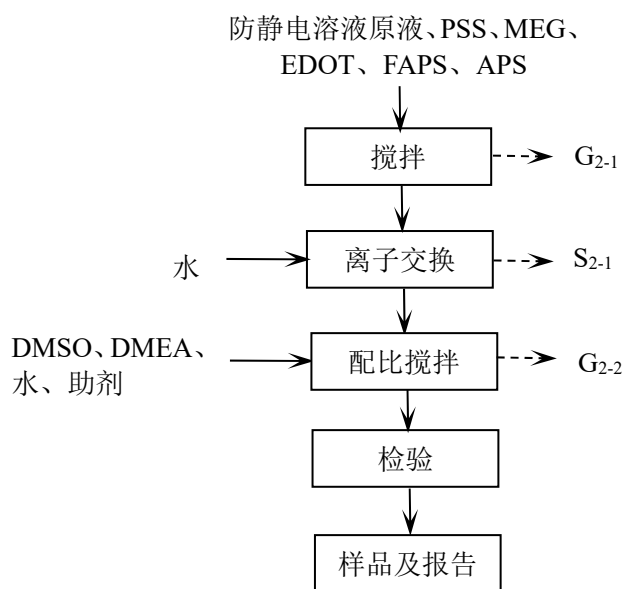 防静电溶液原液、PSS、MEG、
EDOT、FAPS、APS
搅拌
G2-1
水
离子交换
S2-1
DMSO、DMEA、
水、助剂
配比搅拌
G2-2
检验
样品及报告